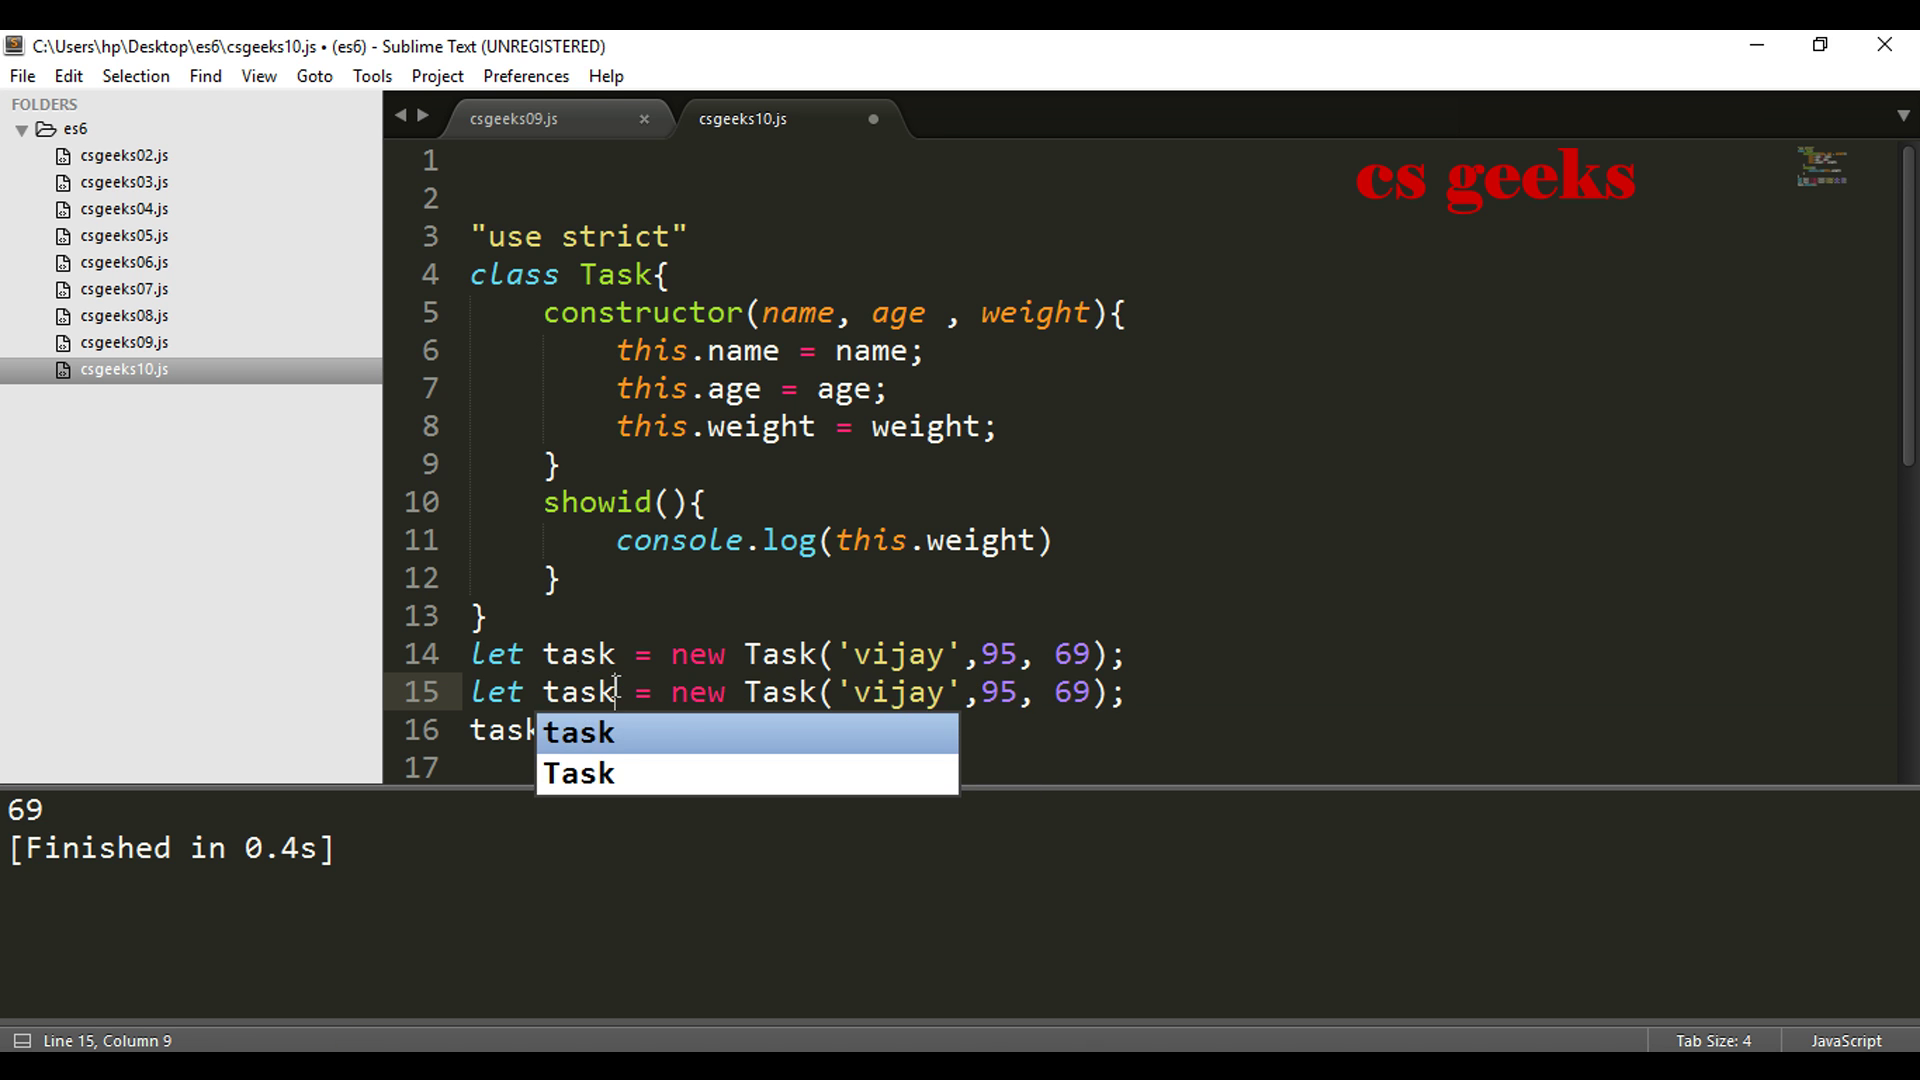 C:\Users\hp\Desktop\es6\csgeeks10.js • (es6) - Sublime Text (UNREGISTERED)
File Edit Selection Find View Goto Tools Project Preferences Help
FOLDERS
es6
csgeeks02.js
csgeeks03.js
csgeeks04.js
csgeeks05.js
csgeeks06.js
csgeeks07.js
csgeeks08.js
csgeeks09.js
csgeeks10.js
csgeeks09.js × csgeeks10.js
cs geeks
1
2
3 "use strict"
4 class Task{
5 constructor(name, age , weight){
6 this.name = name;
7 this.age = age;
8 this.weight = weight;
9 }
10 showid(){
11 console.log(this.weight)
12 }
13 }
14 let task = new Task('vijay',95, 69);
15 let task = new Task('vijay',95, 69);
16 task
17
task
Task
69
[Finished in 0.4s]
Line 15, Column 9 Tab Size: 4 JavaScript